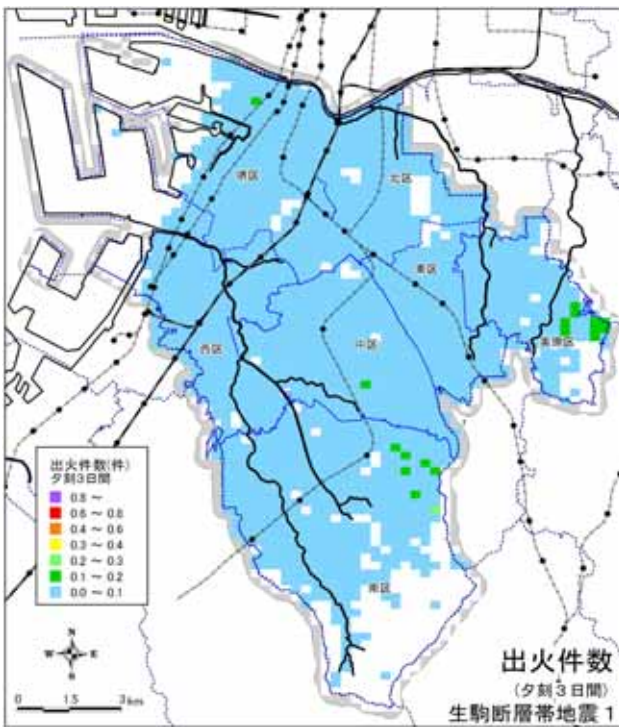 堺区
北区
東区
美原区
西区
中区
南区
出火件数(件)
夕刻3日間
0.8 ～
0.6 ～ 0.8
0.4 ～ 0.6
0.3 ～ 0.4
0.2 ～ 0.3
0.1 ～ 0.2
0.0 ～ 0.1
N
W E
S
0 1.5 3km
出火件数
(夕刻3日間)
生駒断層帯地震1